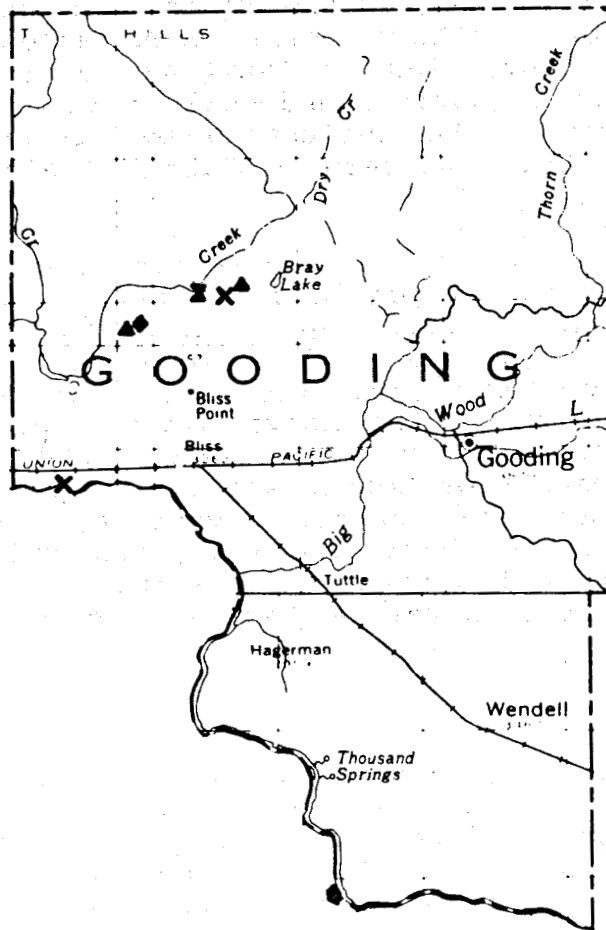 T HILLS
Creek
Cr
Dry
Thorn
Cr
Creek
Bray
Lake
GOODING
Bliss
Point
Wood
L
Bliss
UNION PACIFIC
Gooding
Big
Tuttle
Hagerman
Wendell
Thousand
Springs